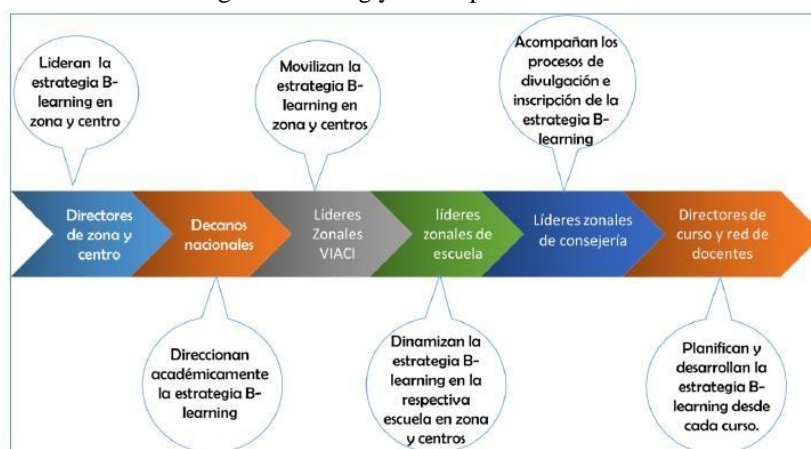 Lideran la
estrategia B-
learning en
zona y centro
Movilizan la
estrategia B-
learning en
zona y centros
Acompañan los
procesos de
divulgación e
inscripción de la
estrategia B-
learning
Directores
de zona y
centro
Decanos
nacionales
Líderes
Zonales
VIACI
líderes
zonales de
escuela
Líderes zonales
de consejería
Directores de
curso y red de
docentes
Direccionan
académicamente
la estrategia B-
learning
Dinamizan la
estrategia B-
learning en la
respectiva
escuela en zona
y centros
Planifican y
desarrollan la
estrategia B-
learning desde
cada curso.